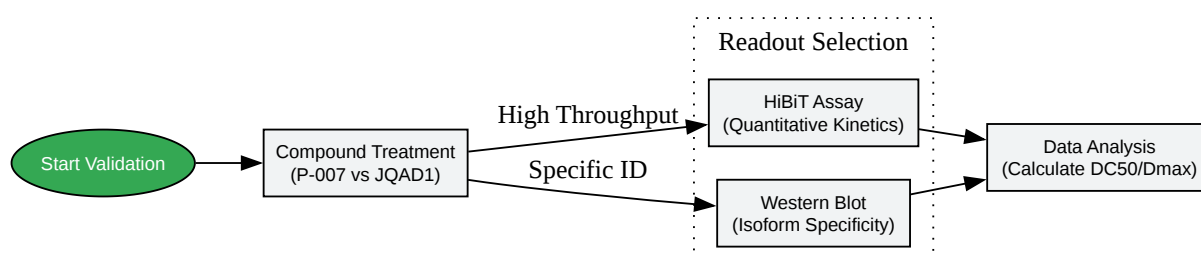 Start Validation
Compound Treatment
(P-007 vs JQAD1)
High Throughput
Specific ID
Readout Selection
HiBiT Assay
(Quantitative Kinetics)
Western Blot
(Isoform Specificity)
Data Analysis
(Calculate DC50/Dmax)